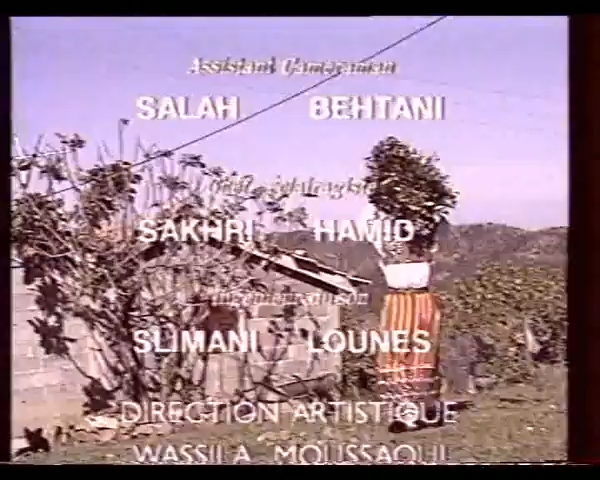 Assistant Cameraman
SALAH BEHTANI
SAKHRI HAMID
SLIMANI LOUNES
DIRECTION ARTISTIQUE
WASSILA MOUSSAOUI